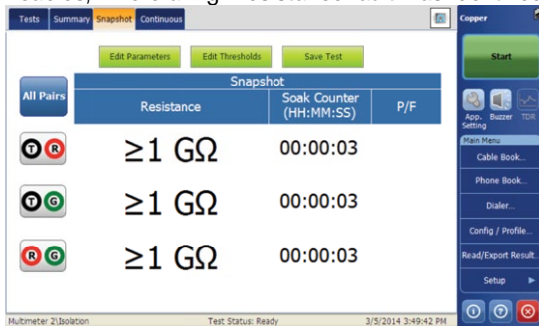 Tests Summary Snapshot Continuous
Copper
Edit Parameters Edit Thresholds Save Test
Start
Snapshot
All Pairs
Resistance
Soak Counter
(HH:MM:SS)
P/F
App.
Setting
Buzzer
TDR
Main Menu
T R
≥1 GΩ
00:00:03
Cable Book...
Phone Book...
T G
≥1 GΩ
00:00:03
Dialer...
Config / Profile...
R G
≥1 GΩ
00:00:03
Read/Export Result..
Setup
Multimeter 2\Isolation
Test Status: Ready
3/5/2014 3:49:42 PM